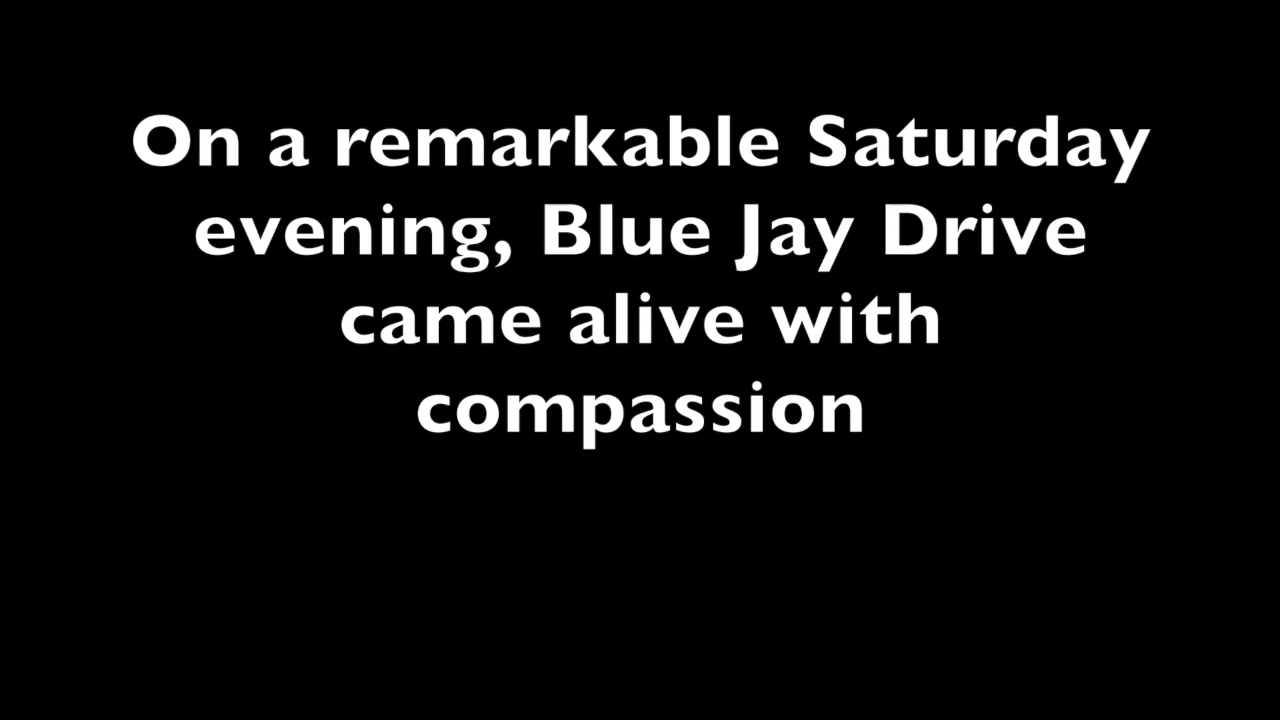 On a remarkable Saturday
evening, Blue Jay Drive
came alive with
compassion